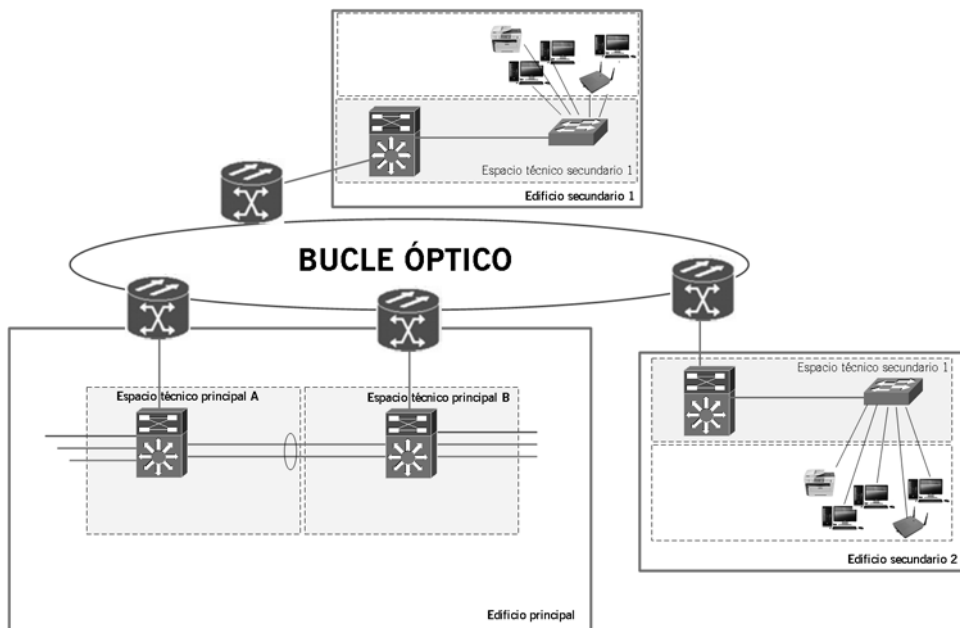 Espacio técnico secundario 1
Edificio secundario 1
BUCLE ÓPTICO
Espacio técnico principal A
Espacio técnico principal B
Espacio técnico secundario 1
Edificio secundario 2
Edificio principal